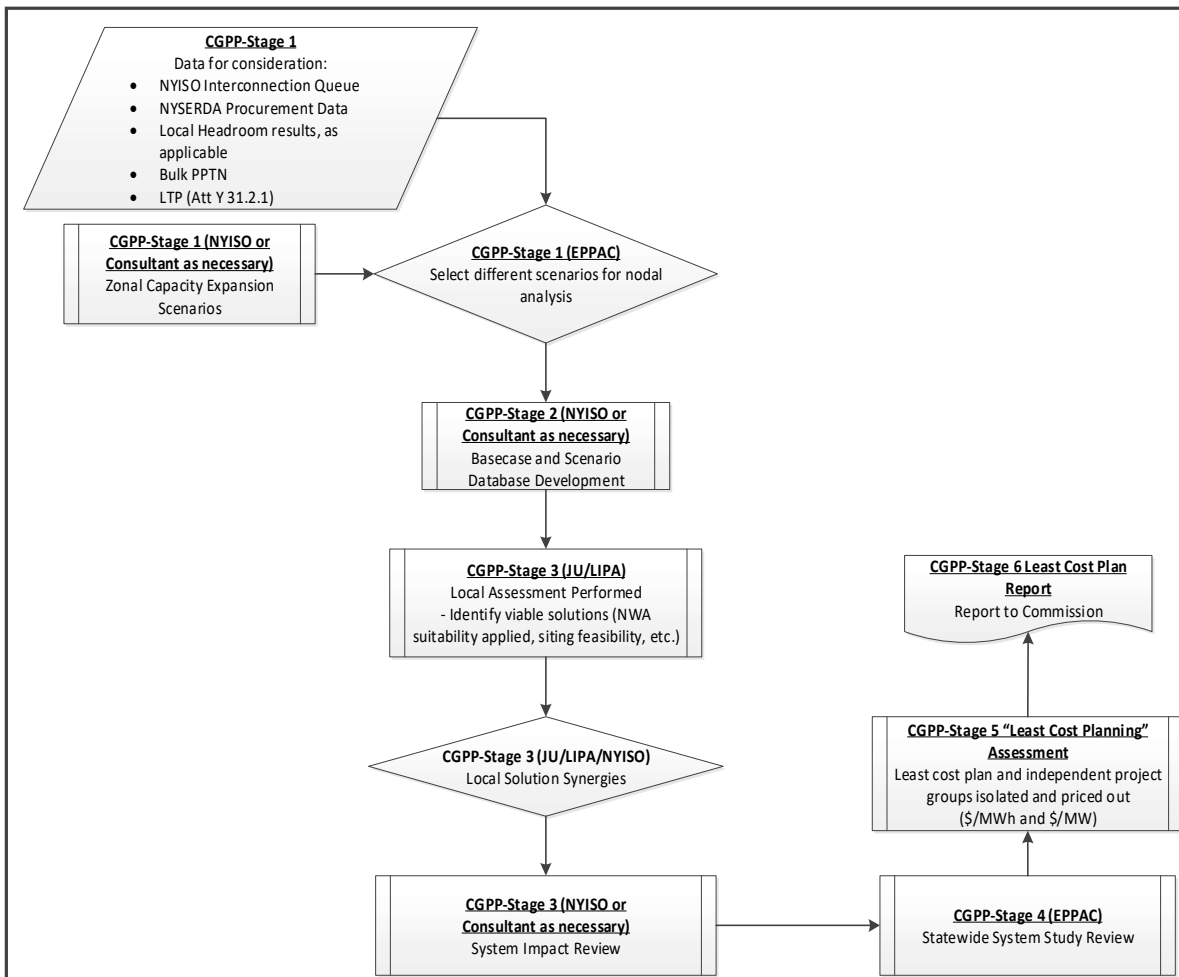 CGPP-Stage 1
Data for consideration:
• NYISO Interconnection Queue
• NYSERDA Procurement Data
• Local Headroom results, as
applicable
• Bulk PPTN
• LTP (Att Y 31.2.1)
CGPP-Stage 1 (NYISO or
Consultant as necessary)
Zonal Capacity Expansion
Scenarios
CGPP-Stage 1 (EPPAC)
Select different scenarios for nodal
analysis
CGPP-Stage 2 (NYISO or
Consultant as necessary)
Basecase and Scenario
Database Development
CGPP-Stage 3 (JU/LIPA)
Local Assessment Performed
- Identify viable solutions (NWA
suitability applied, siting feasibility, etc.)
CGPP-Stage 3 (JU/LIPA/NYISO)
Local Solution Synergies
CGPP-Stage 3 (NYISO or
Consultant as necessary)
System Impact Review
CGPP-Stage 4 (EPPAC)
Statewide System Study Review
CGPP-Stage 5 “Least Cost Planning”
Assessment
Least cost plan and independent project
groups isolated and priced out
($/MWh and $/MW)
CGPP-Stage 6 Least Cost Plan
Report
Report to Commission